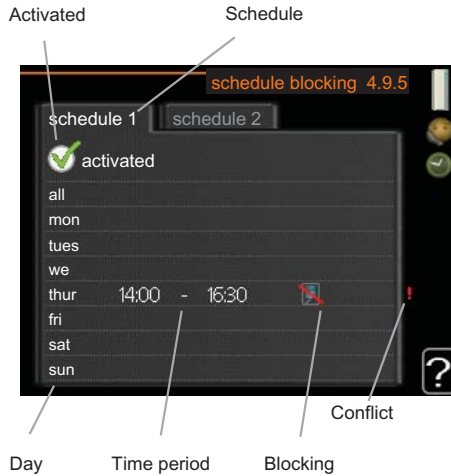 Activated Schedule
schedule blocking 4.9.5
schedule 1 schedule 2
activated
all
mon
tues
we
thur 14:00 - 16:30 !
fri
sat
sun
?
Conflict
Day Time period Blocking